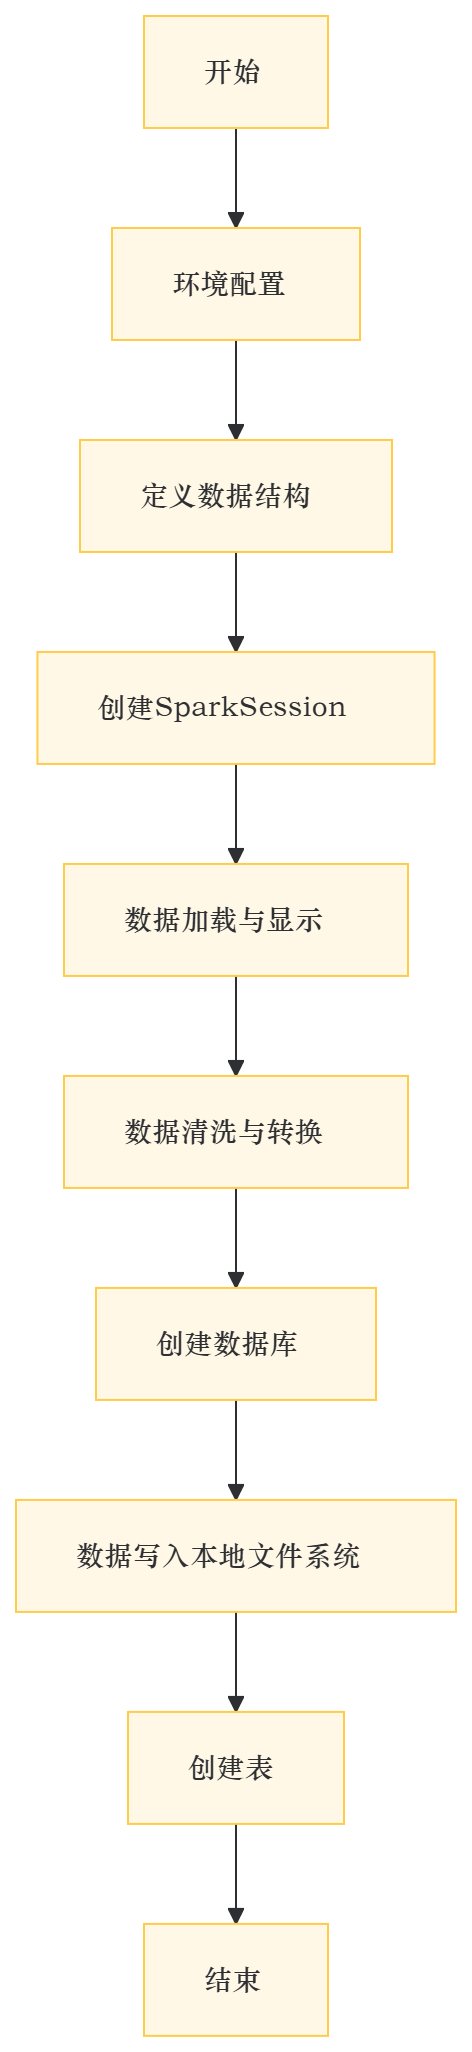 开始
环境配置
定义数据结构
创建SparkSession
数据加载与显示
数据清洗与转换
创建数据库
数据写入本地文件系统
创建表
结束